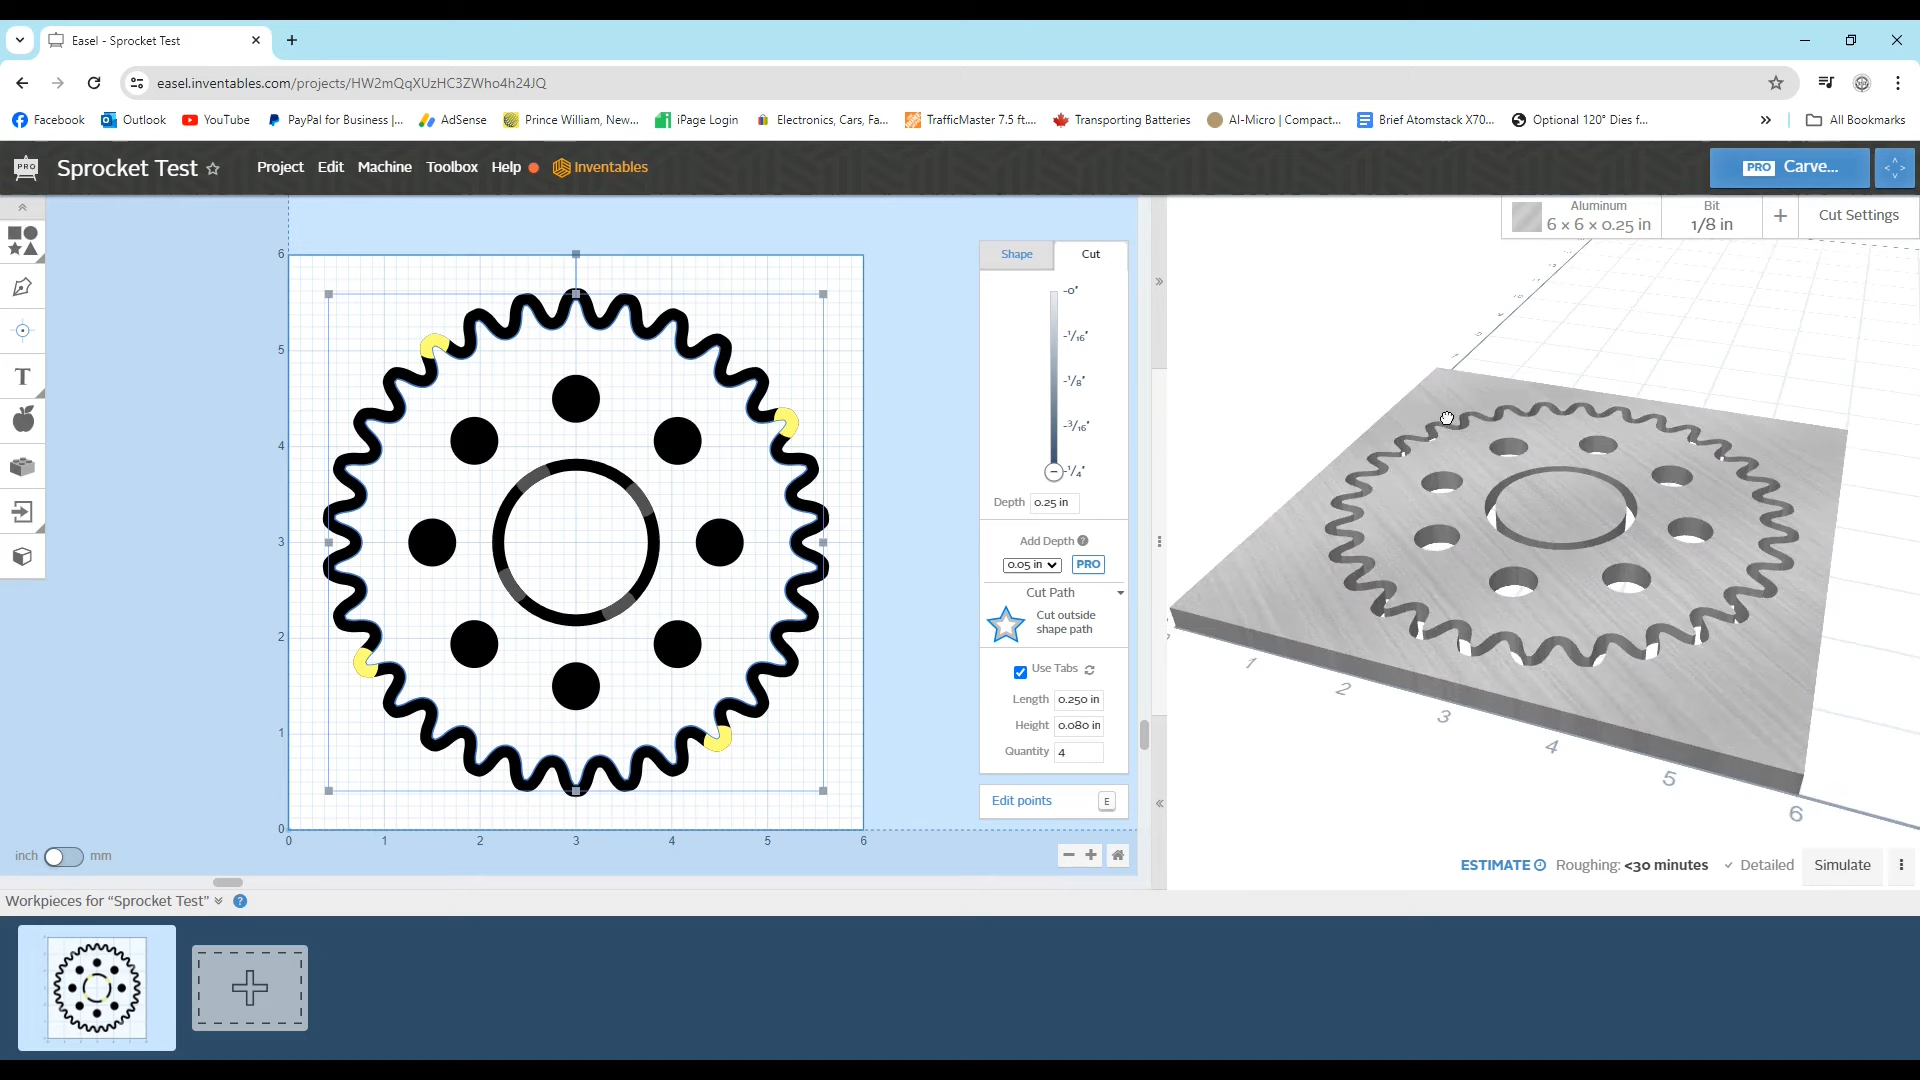 Easel - Sprocket Test
easel.inventables.com/projects/HW2mQqXUzHC3ZWho4h24JQ
Facebook Outlook YouTube PayPal for Business |... AdSense Prince William, New... iPage Login Electronics, Cars, Fa... TrafficMaster 7.5 ft.... Transporting Batteries AI-Micro | Compact... Brief Atomstack X70... Optional 120° Dies f... All Bookmarks
PRO Sprocket Test Project Edit Machine Toolbox Help Inventables PRO Carve...
Aluminum
6 × 6 × 0.25 in
Bit
1/8 in
Cut Settings
T
6
5
4
3
2
1
0
0 1 2 3 4 5 6
inch mm
Shape Cut
-0"
-1/16"
-1/8"
-3/16"
-1/4"
Depth 0.25 in
Add Depth ?
0.05 in PRO
Cut Path
Cut outside
shape path
Use Tabs
Length 0.250 in
Height 0.080 in
Quantity 4
Edit points E
1
2
3
4
5
6
ESTIMATE Roughing: <30 minutes Detailed Simulate
Workpieces for “Sprocket Test” ?